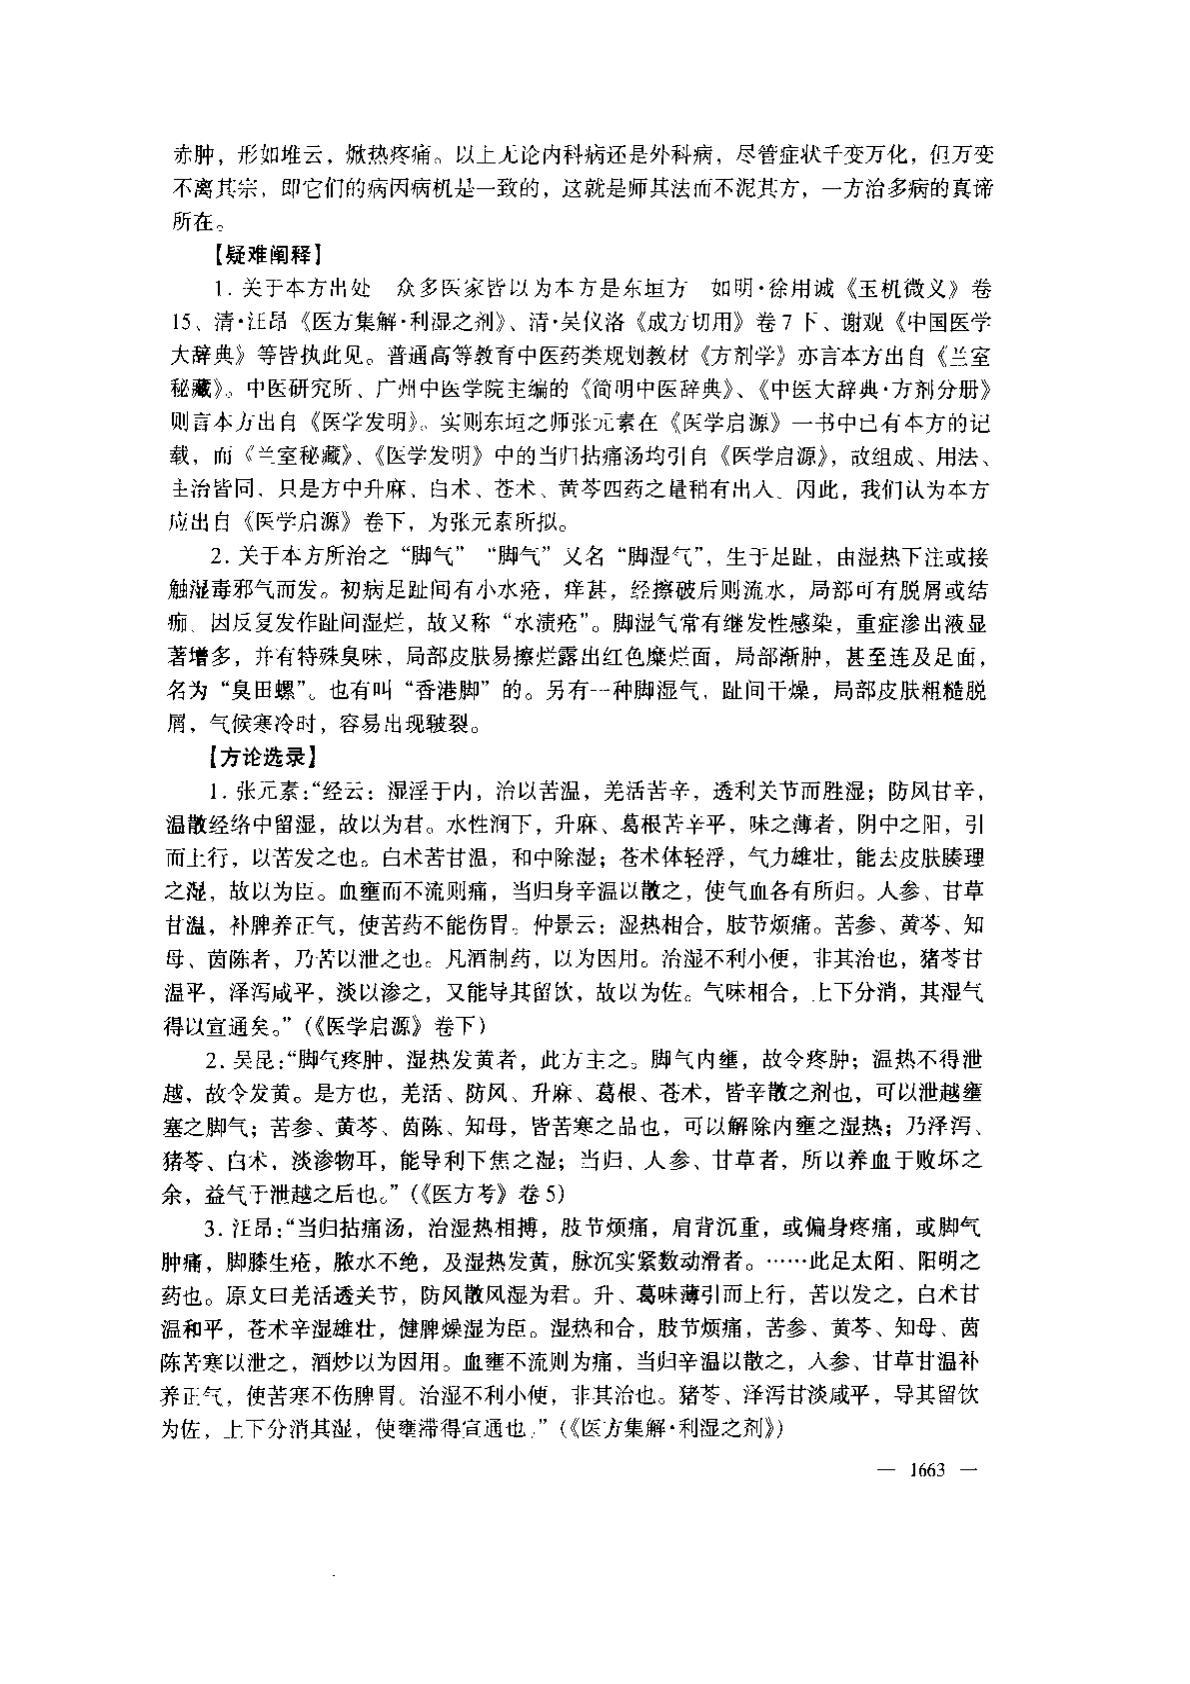 赤肿，形如堆云，焮热疼痛。以上无论内科病还是外科病，尽管症状千变万化，但万变
不离其宗，即它们的病因病机是一致的，这就是师其法而不泥其方，一方治多病的真谛
所在。
【疑难阐释】
1. 关于本方出处　众多医家皆以为本方是东垣方　如明·徐用诚《玉机微义》卷
15、清·汪昂《医方集解·利湿之剂》、清·吴仪洛《成方切用》卷7下、谢观《中国医学
大辞典》等皆执此见。普通高等教育中医药类规划教材《方剂学》亦言本方出自《兰室
秘藏》。中医研究所、广州中医学院主编的《简明中医辞典》、《中医大辞典·方剂分册》
则言本方出自《医学发明》。实则东垣之师张元素在《医学启源》一书中已有本方的记
载，而《兰室秘藏》、《医学发明》中的当归拈痛汤均引自《医学启源》，故组成、用法、
主治皆同，只是方中升麻、白术、苍术、黄芩四药之量稍有出入。因此，我们认为本方
应出自《医学启源》卷下，为张元素所拟。
2. 关于本方所治之“脚气”　“脚气”又名“脚湿气”，生于足趾，由湿热下注或接
触湿毒邪气而发。初病足趾间有小水疮，痒甚，经擦破后则流水，局部可有脱屑或结
痂、因反复发作趾间湿烂，故又称“水渍疮”。脚湿气常有继发性感染，重症渗出液显
著增多，并有特殊臭味，局部皮肤易擦烂露出红色糜烂面，局部渐肿，甚至连及足面，
名为“臭田螺”。也有叫“香港脚”的。另有一种脚湿气，趾间干燥，局部皮肤粗糙脱
屑，气候寒冷时，容易出现皲裂。
【方论选录】
1. 张元素：“经云：湿淫于内，治以苦温，羌活苦辛，透利关节而胜湿；防风甘辛，
温散经络中留湿，故以为君。水性润下，升麻、葛根苦辛平，味之薄者，阴中之阳，引
而上行，以苦发之也。白术苦甘温，和中除湿；苍术体轻浮，气力雄壮，能去皮肤腠理
之湿，故以为臣。血壅而不流则痛，当归身辛温以散之，使气血各有所归。人参、甘草
甘温，补脾养正气，使苦药不能伤胃。仲景云：湿热相合，肢节烦痛。苦参、黄芩、知
母、茵陈者，乃苦以泄之也。凡酒制药，以为因用。治湿不利小便，非其治也，猪苓甘
温平，泽泻咸平，淡以渗之，又能导其留饮，故以为佐。气味相合，上下分消，其湿气
得以宣通矣。”（《医学启源》卷下）
2. 吴昆：“脚气疼肿，湿热发黄者，此方主之。脚气内壅，故令疼肿；温热不得泄
越，故令发黄。是方也，羌活、防风、升麻、葛根、苍术，皆辛散之剂也，可以泄越壅
塞之脚气；苦参、黄芩、茵陈、知母，皆苦寒之品也，可以解除内壅之湿热；乃泽泻、
猪苓、白术，淡渗物耳，能导利下焦之湿；当归、人参、甘草者，所以养血于败坏之
余，益气于泄越之后也。”（《医方考》卷5）
3. 汪昂：“当归拈痛汤，治湿热相搏，肢节烦痛，肩背沉重，或偏身疼痛，或脚气
肿痛，脚膝生疮，脓水不绝，及湿热发黄，脉沉实紧数动滑者。……此足太阳、阳明之
药也。原文曰羌活透关节，防风散风湿为君。升、葛味薄引而上行，苦以发之，白术甘
温和平，苍术辛湿雄壮，健脾燥湿为臣。湿热和合，肢节烦痛，苦参、黄芩、知母、茵
陈苦寒以泄之，酒炒以为因用。血壅不流则为痛，当归辛温以散之，人参、甘草甘温补
养正气，使苦寒不伤脾胃。治湿不利小便，非其治也。猪苓、泽泻甘淡咸平，导其留饮
为佐，上下分消其湿，使壅滞得宣通也。”（《医方集解·利湿之剂》）
— 1663 —